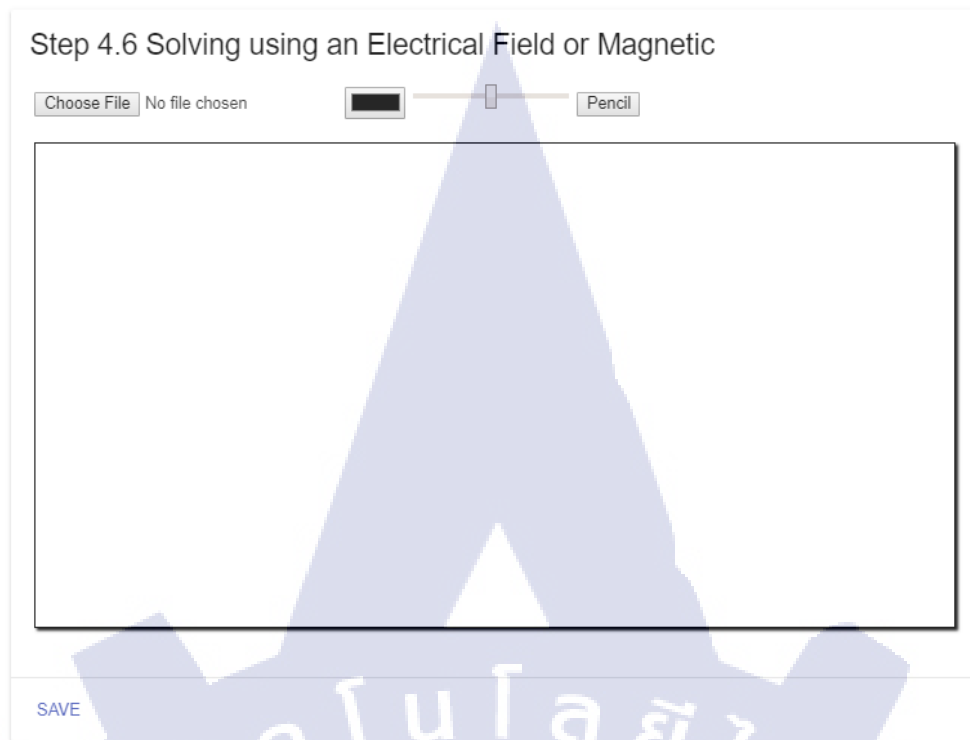 Step 4.6 Solving using an Electrical Field or Magnetic
Choose File No file chosen Pencil
SAVE